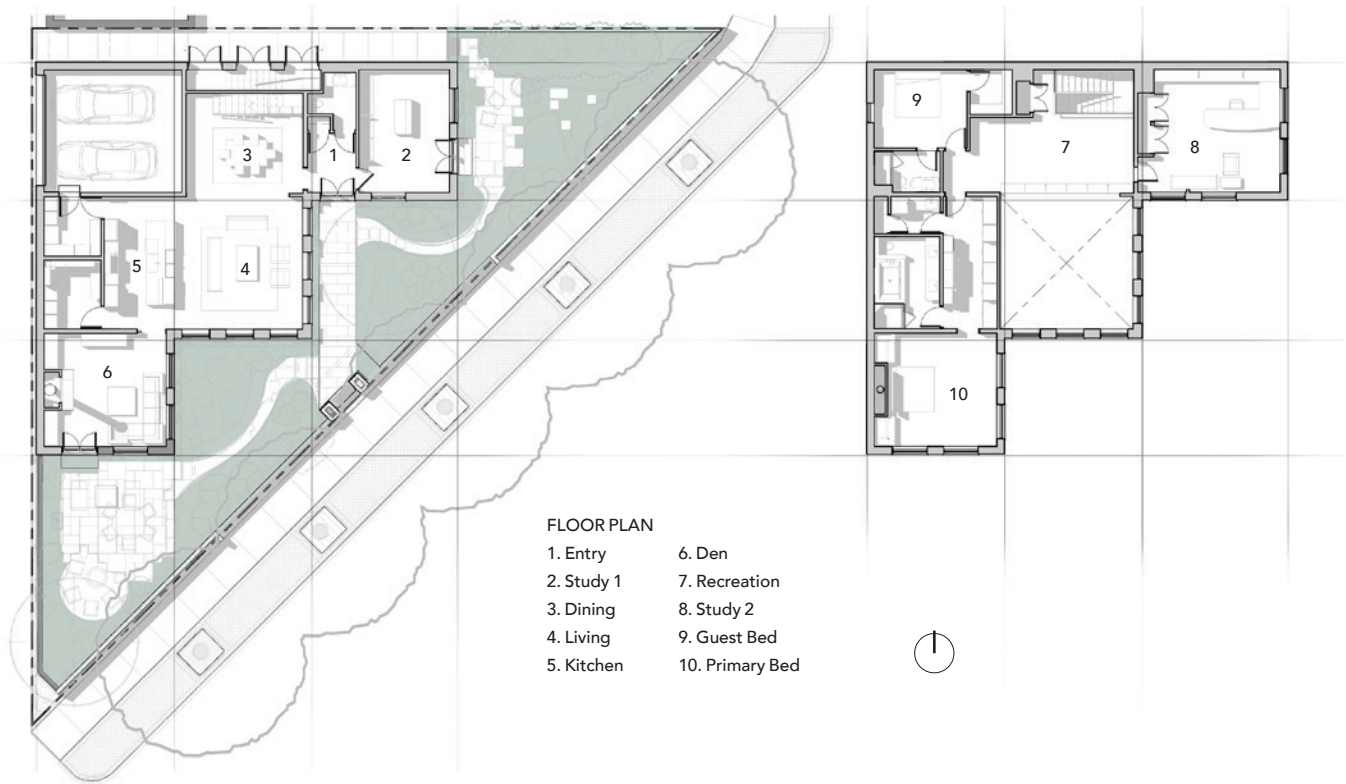 3
1
2
5
4
6
9
7
8
10
FLOOR PLAN
1. Entry
2. Study 1
3. Dining
4. Living
5. Kitchen
6. Den
7. Recreation
8. Study 2
9. Guest Bed
10. Primary Bed